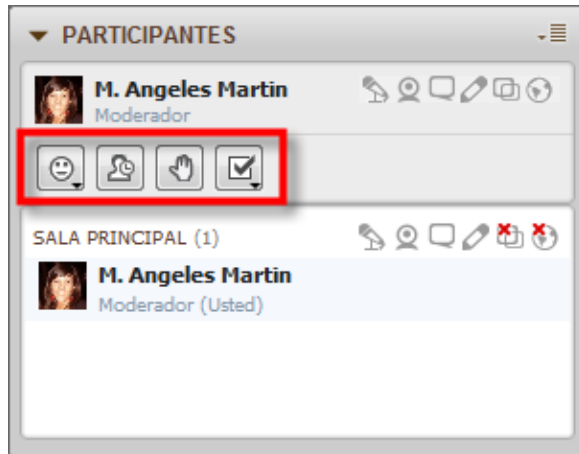 PARTICIPANTES
M. Angeles Martin
Moderador
SALA PRINCIPAL (1)
M. Angeles Martin
Moderador (Usted)